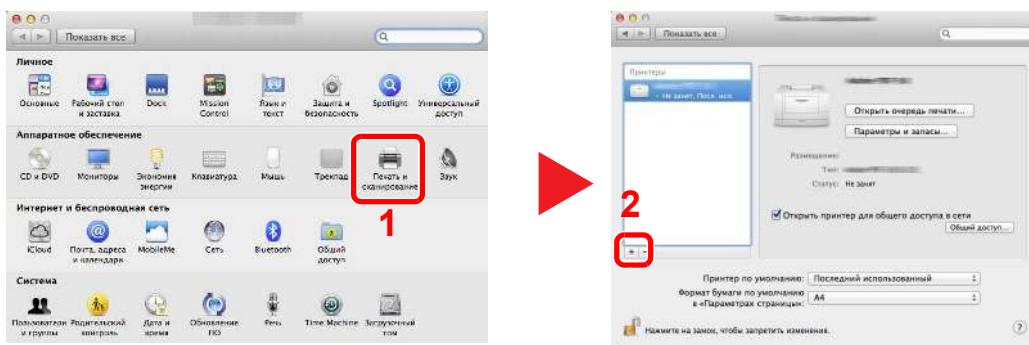 Показать все
Личное
Основные
Рабочий стол
и заставка
Dock
Mission
Control
Язык и
текст
Защита и
безопасность
Spotlight
Универсальный
доступ
Аппаратное обеспечение
CD и DVD
Мониторы
Экономия
энергии
Клавиатура
Мышь
Трекпад
Печать и
сканирование
Звук
1
Интернет и беспроводная сеть
iCloud
Почта, адреса
и календари
MobileMe
Сеть
Bluetooth
Общий
доступ
Система
Пользователи
и группы
Родительский
контроль
Дата и
время
Обновление
ПО
Речь
Time Machine
Загрузочный
том
Показать все
Принтеры
Не занят, Посл. исп.
Открыть очередь печати...
Параметры и запасы...
Размещение:
Тип:
Статус: Не занят
2
Открыть принтер для общего доступа в сети
Общий доступ...
+ -
Принтер по умолчанию: Последний использованный
Формат бумаги по умолчанию
в «Параметрах страницы»: A4
Нажмите на замок, чтобы запретить изменения.
?